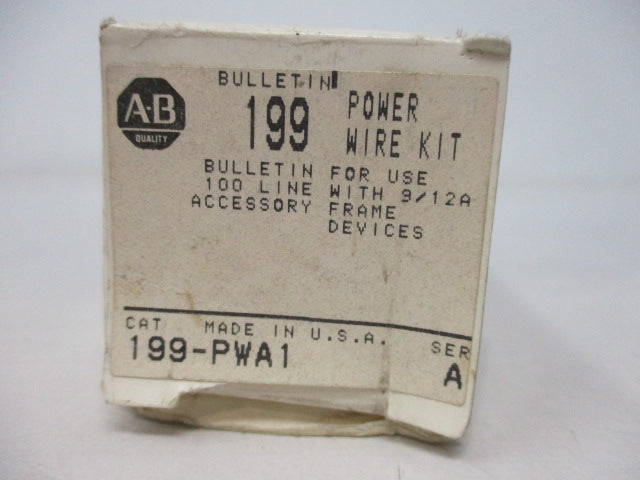 A-B
QUALITY
BULLETIN
199
POWER
WIRE KIT
BULLETIN FOR USE
100 LINE WITH 9/12A
ACCESSORY FRAME
DEVICES
CAT MADE IN U.S.A. SER
199-PWA1 A